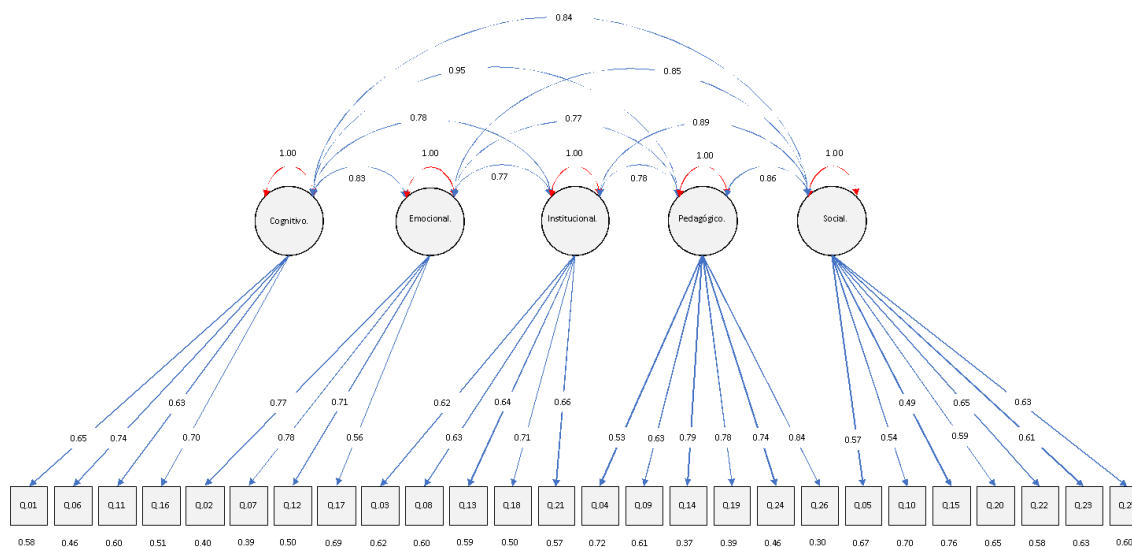 0.84
0.95
0.85
0.78
0.77
0.89
1.00 1.00 1.00 1.00 1.00
0.83 0.77 0.78 0.86
Cognitivo. Emocional. Institucional. Pedagógico. Social.
0.77 0.71 0.62 0.64 0.66 0.49 0.65 0.63
0.63
0.65 0.74 0.70 0.78 0.56 0.63 0.71 0.53 0.63 0.79 0.78 0.74 0.84 0.57 0.54 0.59 0.61
Q.01 Q.06 Q.11 Q.16 Q.02 Q.07 Q.12 Q.17 Q.03 Q.08 Q.13 Q.18 Q.21 Q.04 Q.09 Q.14 Q.19 Q.24 Q.26 Q.05 Q.10 Q.15 Q.20 Q.22 Q.23
0.58 0.46 0.60 0.51 0.40 0.39 0.50 0.69 0.62 0.60 0.59 0.50 0.57 0.72 0.61 0.37 0.39 0.46 0.30 0.67 0.70 0.76 0.65 0.58 0.63 0.60